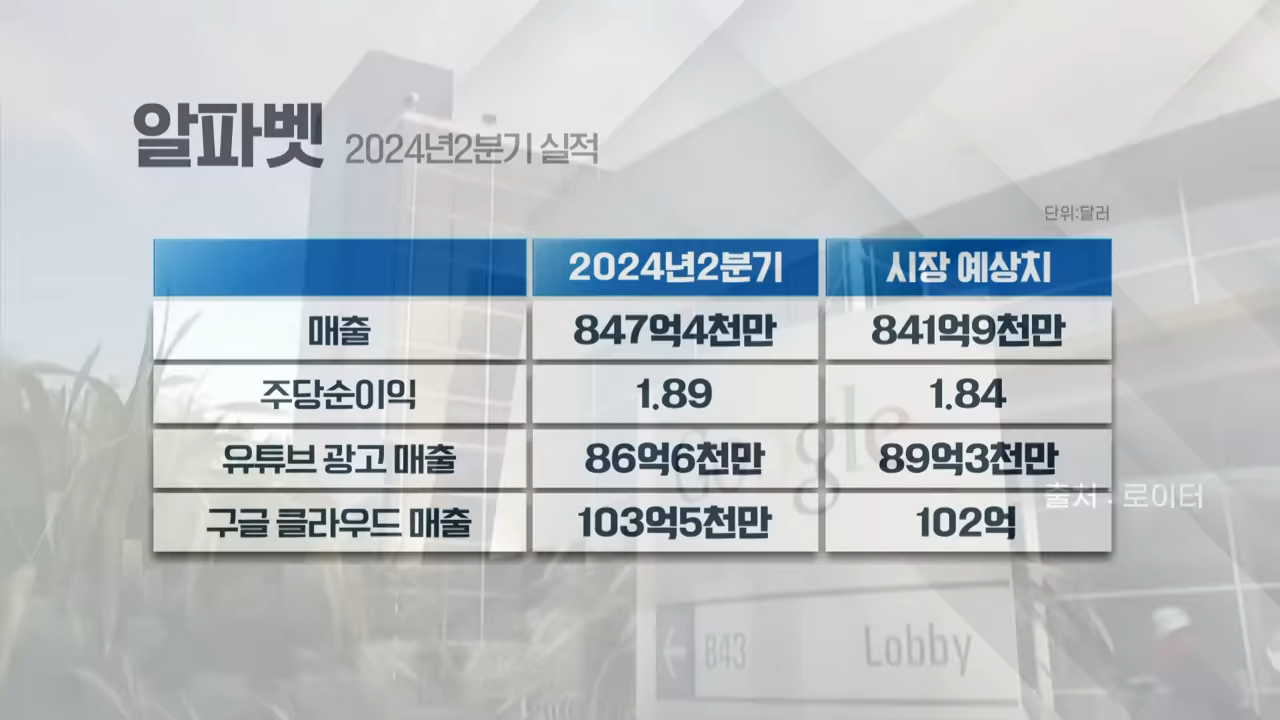 알파벳 2024년2분기 실적
단위:달러
2024년2분기 시장 예상치
매출 847억4천만 841억9천만
주당순이익 1.89 1.84
유튜브 광고 매출 86억6천만 89억3천만
Google
출처 : 로이터
구글 클라우드 매출 103억5천만 102억
B43 Lobby